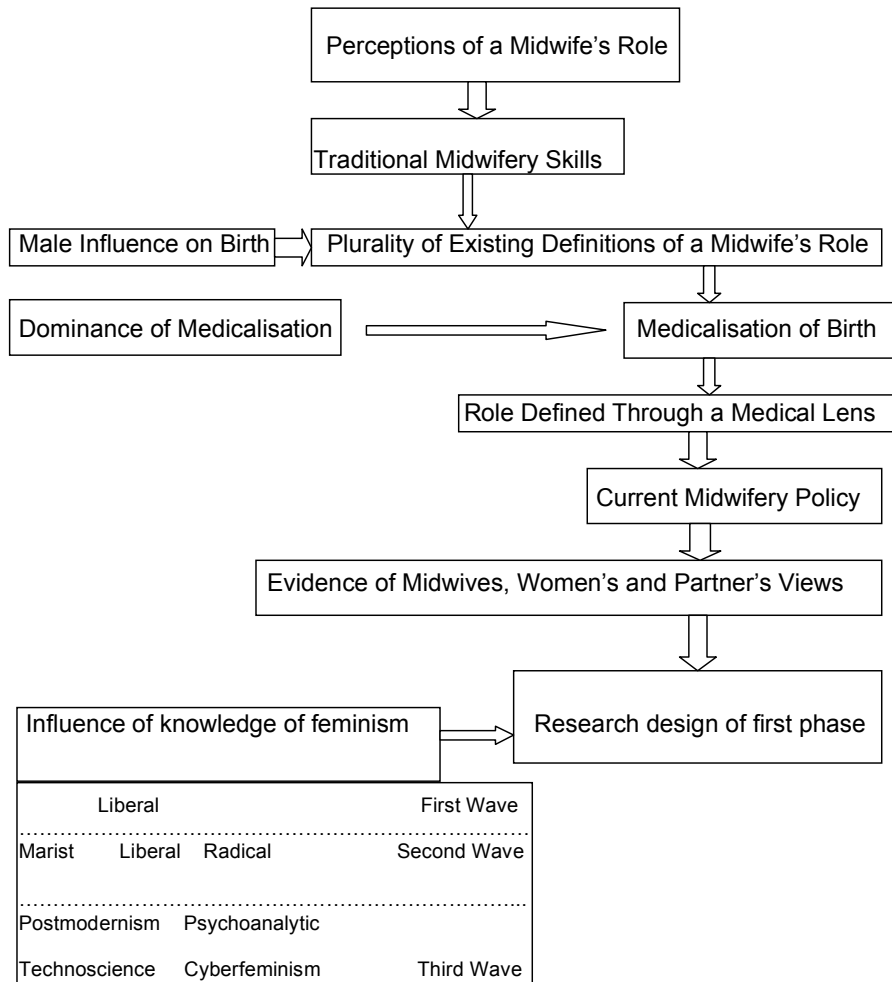 Perceptions of a Midwife’s Role
Traditional Midwifery Skills
Male Influence on Birth
Plurality of Existing Definitions of a Midwife’s Role
Dominance of Medicalisation
Medicalisation of Birth
Role Defined Through a Medical Lens
Current Midwifery Policy
Evidence of Midwives, Women’s and Partner’s Views
Influence of knowledge of feminism
Research design of first phase
Liberal First Wave
Marist Liberal Radical Second Wave
Postmodernism Psychoanalytic
Technoscience Cyberfeminism Third Wave